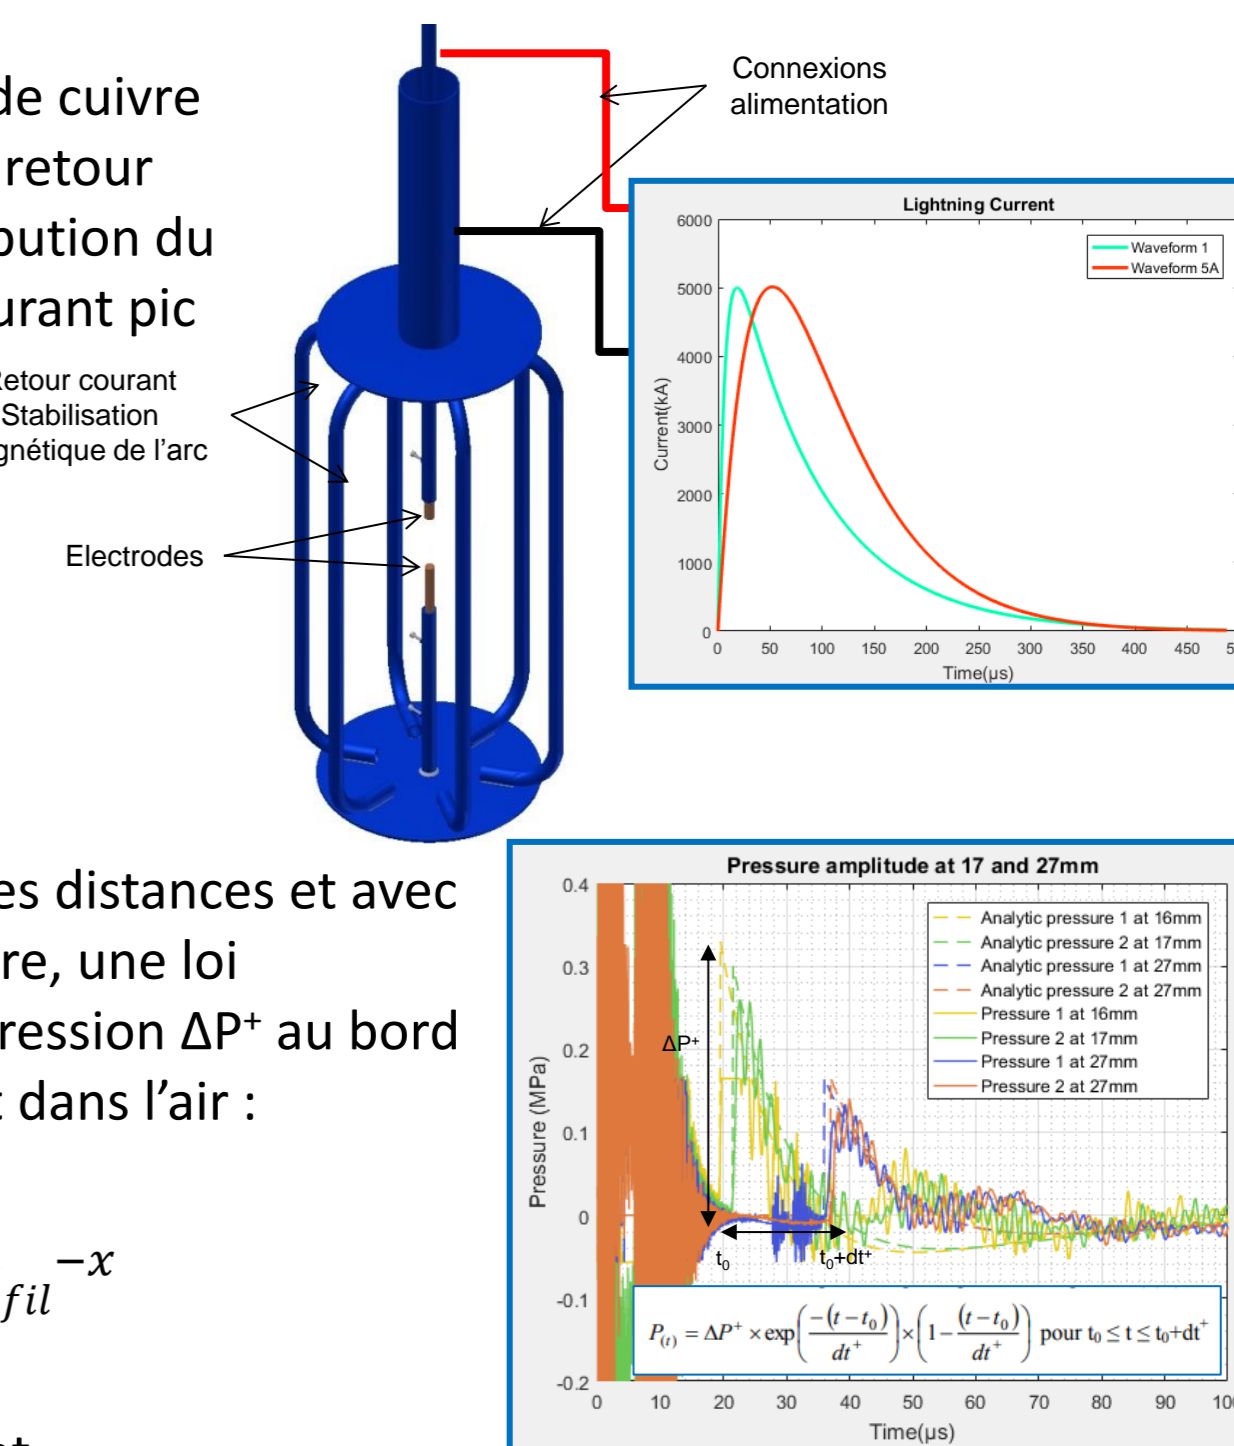 de cuivre
retour
bution du
urant pic
Retour courant
Stabilisation
gnétique de l'arc
Electrodes
Connexions
alimentation
Lightning Current
Waveform 1
Waveform 5A
Current(kA)
6000
5000
4000
3000
2000
1000
0
0 50 100 150 200 250 300 350 400 450 5
Time(µs)
es distances et avec
re, une loi
pression ΔP⁺ au bord
t dans l'air :
fil⁻ˣ
Pressure amplitude at 17 and 27mm
Analytic pressure 1 at 16mm
Analytic pressure 2 at 17mm
Analytic pressure 1 at 27mm
Analytic pressure 2 at 27mm
Pressure 1 at 16mm
Pressure 2 at 17mm
Pressure 1 at 27mm
Pressure 2 at 27mm
Pressure (MPa)
0.4
0.3
0.2
0.1
0
-0.1
-0.2
ΔP⁺
t₀ t₀+dt⁺
P₍ₜ₎ = ΔP⁺ × exp(-(t-t₀)/dt⁺) × (1-(t-t₀)/dt⁺) pour t₀ ≤ t ≤ t₀+dt⁺
0 10 20 30 40 50 60 70 80 90 100
Time(µs)